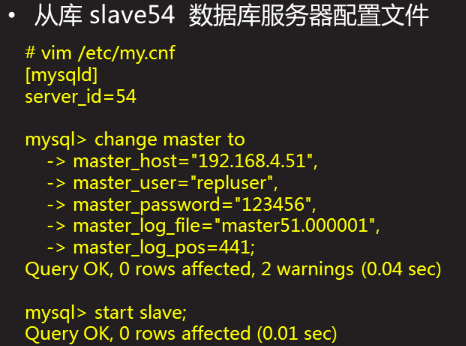 • 从库 slave54 数据库服务器配置文件
# vim /etc/my.cnf
[mysqld]
server_id=54
mysql> change master to
-> master_host="192.168.4.51",
-> master_user="repluser",
-> master_password="123456",
-> master_log_file="master51.000001",
-> master_log_pos=441;
Query OK, 0 rows affected, 2 warnings (0.04 sec)
mysql> start slave;
Query OK, 0 rows affected (0.01 sec)